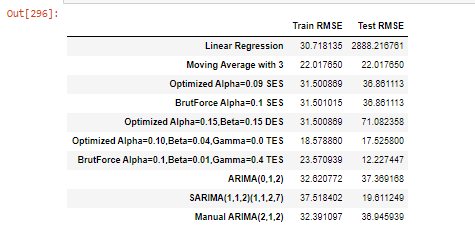 Out[296]:
Train RMSE Test RMSE
Linear Regression 30.718135 2888.216761
Moving Average with 3 22.017650 22.017650
Optimized Alpha=0.09 SES 31.500869 36.861113
BrutForce Alpha=0.1 SES 31.501015 36.861113
Optimized Alpha=0.15,Beta=0.15 DES 31.500869 71.082358
Optimized Alpha=0.10,Beta=0.04,Gamma=0.0 TES 18.578860 17.525800
BrutForce Alpha=0.1,Beta=0.01,Gamma=0.4 TES 23.570939 12.227447
ARIMA(0,1,2) 32.620772 37.369168
SARIMA(1,1,2)(1,1,2,7) 37.518402 19.611249
Manual ARIMA(2,1,2) 32.391097 36.945939